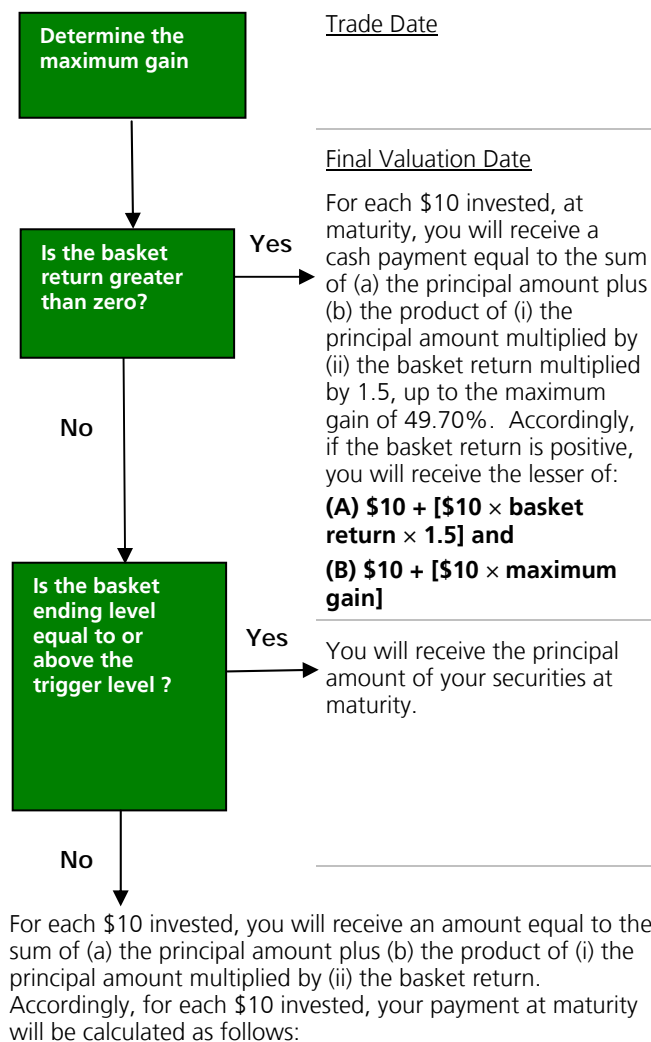 Determine the
maximum gain
Trade Date
Final Valuation Date
Is the basket
return greater
than zero?
Yes
For each $10 invested, at
maturity, you will receive a
cash payment equal to the sum
of (a) the principal amount plus
(b) the product of (i) the
principal amount multiplied by
(ii) the basket return multiplied
by 1.5, up to the maximum
gain of 49.70%.  Accordingly,
if the basket return is positive,
you will receive the lesser of:
(A) $10 + [$10 × basket
return × 1.5] and
(B) $10 + [$10 × maximum
gain]
No
Is the basket
ending level
equal to or
above the
trigger level ?
Yes
You will receive the principal
amount of your securities at
maturity.
No
For each $10 invested, you will receive an amount equal to the
sum of (a) the principal amount plus (b) the product of (i) the
principal amount multiplied by (ii) the basket return.
Accordingly, for each $10 invested, your payment at maturity
will be calculated as follows: